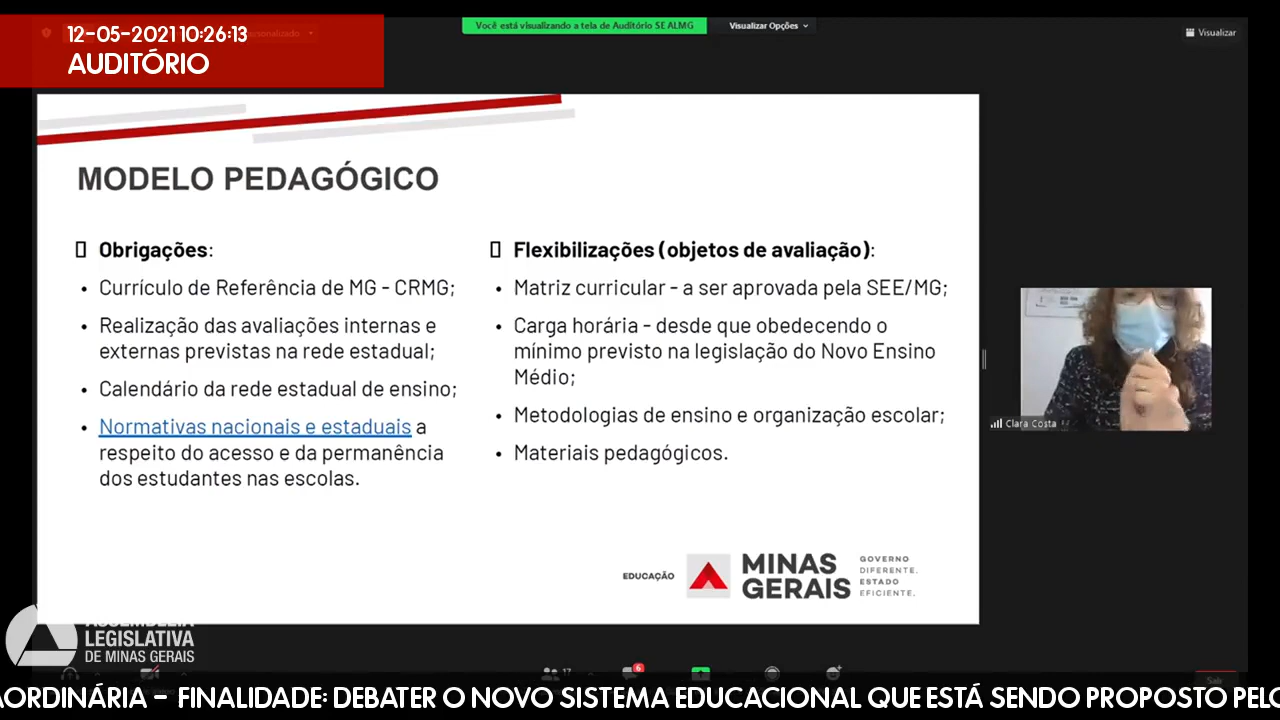 12-05-2021 10:26:13
AUDITÓRIO
Você está visualizando a tela de Auditório SE ALMG
Visualizar Opções
Visualizar
MODELO PEDAGÓGICO
Obrigações:
• Currículo de Referência de MG - CRMG;
• Realização das avaliações internas e
externas previstas na rede estadual;
• Calendário da rede estadual de ensino;
• Normativas nacionais e estaduais a
respeito do acesso e da permanência
dos estudantes nas escolas.
Flexibilizações (objetos de avaliação):
• Matriz curricular - a ser aprovada pela SEE/MG;
• Carga horária - desde que obedecendo o
mínimo previsto na legislação do Novo Ensino
Médio;
• Metodologias de ensino e organização escolar;
• Materiais pedagógicos.
Clara Costa
EDUCAÇÃO
MINAS
GERAIS
GOVERNO
DIFERENTE.
ESTADO
EFICIENTE.
ASSEMBLEIA
LEGISLATIVA
DE MINAS GERAIS
17
6
Sair
AORDINÁRIA - FINALIDADE: DEBATER O NOVO SISTEMA EDUCACIONAL QUE ESTÁ SENDO PROPOSTO PELO